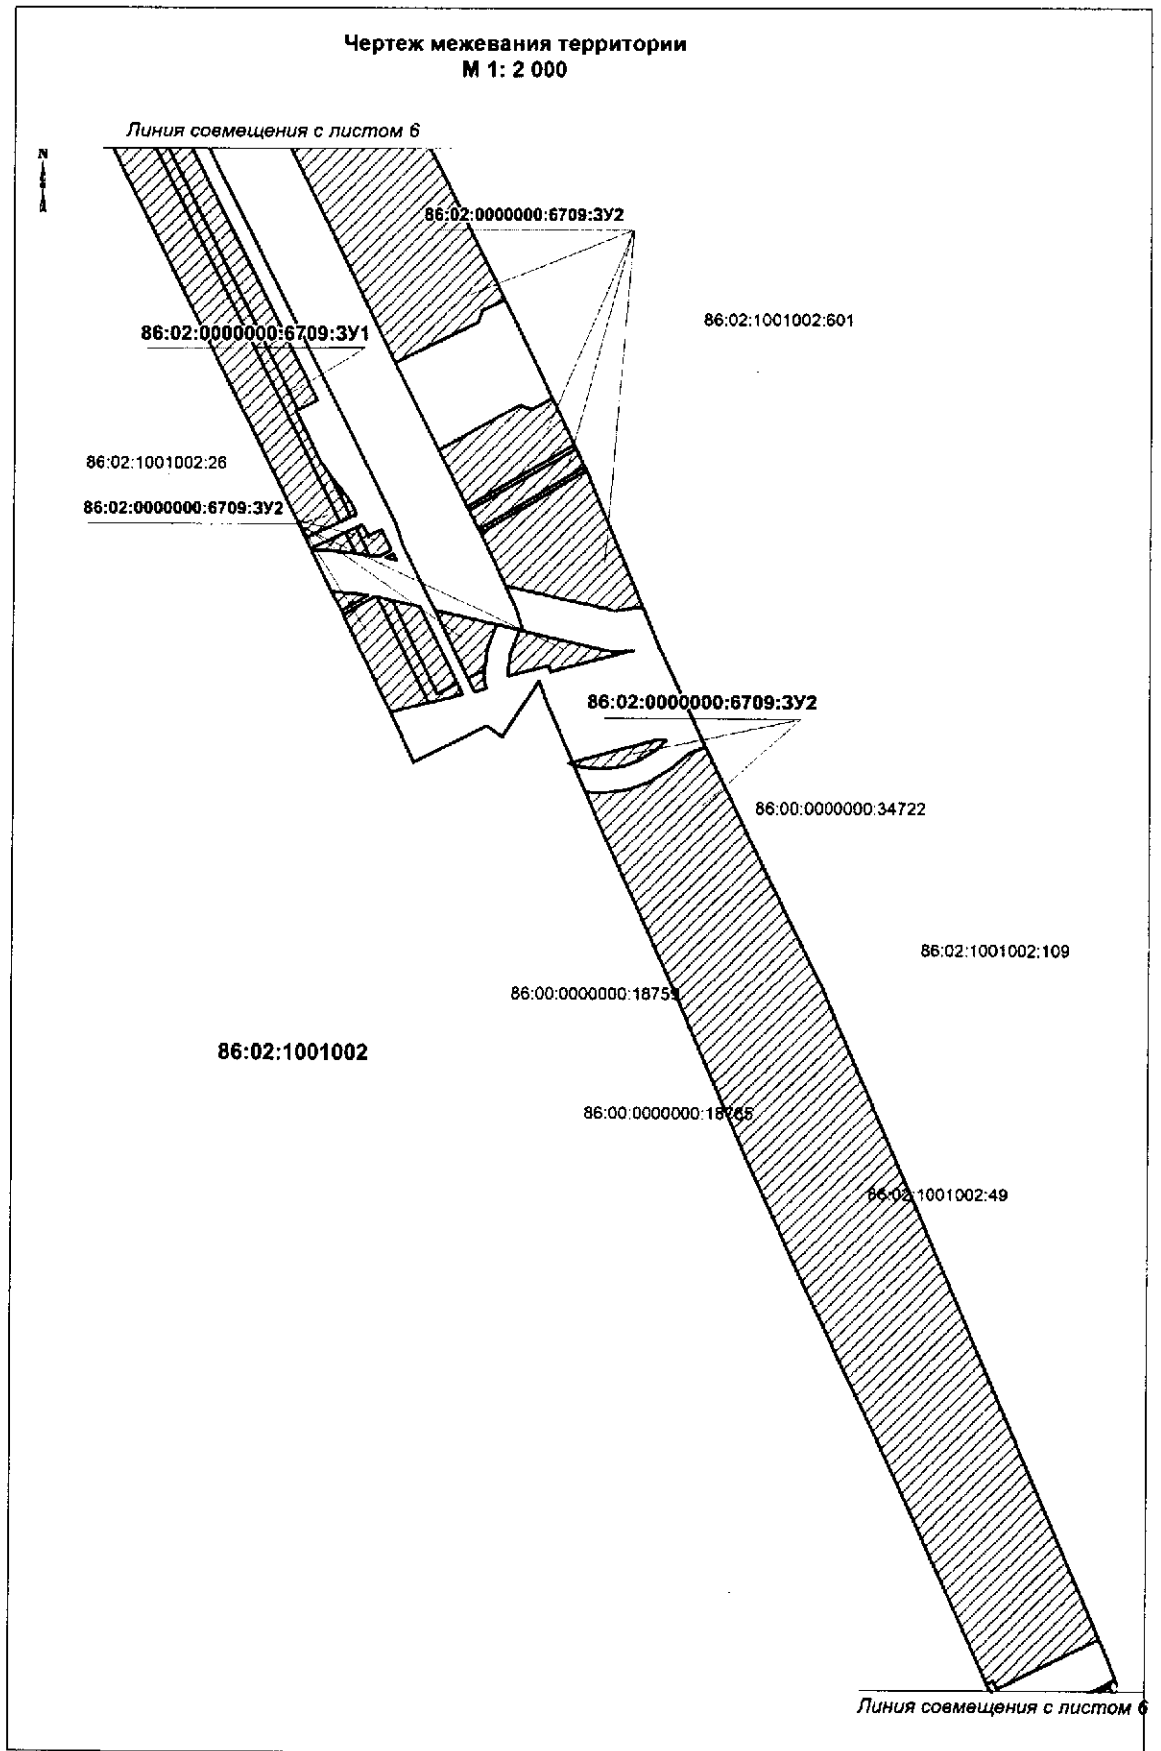 Чертеж межевания территории
М 1: 2 000
Линия совмещения с листом 6
N
86:02:0000000:6709:ЗУ2
86:02:1001002:601
86:02:0000000:6709:ЗУ1
86:02:1001002:26
86:02:0000000:6709:ЗУ2
86:02:0000000:6709:ЗУ2
86:00:0000000:34722
86:02:1001002:109
86:00:0000000:18759
86:02:1001002
86:00:0000000:18765
86:02:1001002:49
Линия совмещения с листом 6